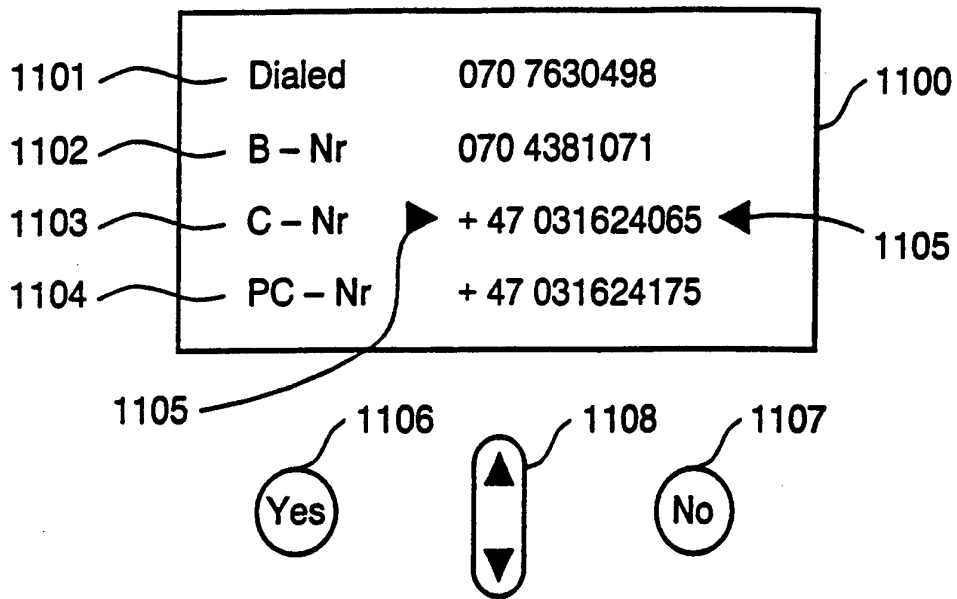 1101 Dialed 070 7630498 1100
1102 B – Nr 070 4381071
1103 C – Nr ▶ + 47 031624065 ◀ 1105
1104 PC – Nr + 47 031624175
1105 1106 1108 1107
Yes ▲ ▼ No